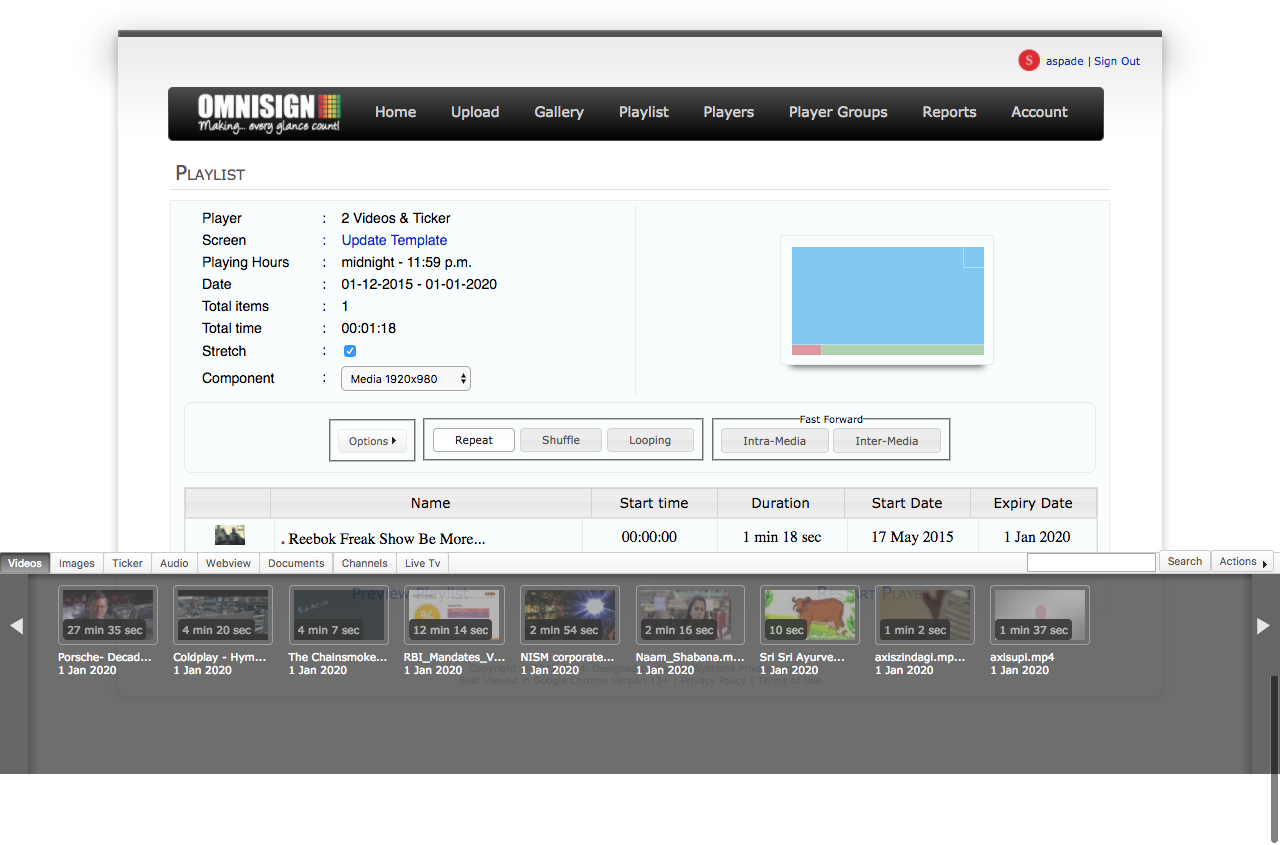 S aspade | Sign Out
OMNISIGN
Making... every glance count!
Home Upload Gallery Playlist Players Player Groups Reports Account
Playlist
Player : 2 Videos & Ticker
Screen : Update Template
Playing Hours : midnight - 11:59 p.m.
Date : 01-12-2015 - 01-01-2020
Total items : 1
Total time : 00:01:18
Stretch :
Component : Media 1920x980
Fast Forward
Options Repeat Shuffle Looping Intra-Media Inter-Media
Name Start time Duration Start Date Expiry Date
. Reebok Freak Show Be More... 00:00:00 1 min 18 sec 17 May 2015 1 Jan 2020
Videos Images Ticker Audio Webview Documents Channels Live Tv Search Actions
Preview Playlist Restart Player
27 min 35 sec 4 min 20 sec 4 min 7 sec 12 min 14 sec 2 min 54 sec 2 min 16 sec 10 sec 1 min 2 sec 1 min 37 sec
Porsche- Decad... Coldplay - Hym... The Chainsmoke... RBI_Mandates_V... NISM corporate... Naam_Shabana.m... Sri Sri Ayurve... axiszindagi.mp... axisupi.mp4
1 Jan 2020 1 Jan 2020 1 Jan 2020 1 Jan 2020 1 Jan 2020 1 Jan 2020 1 Jan 2020 1 Jan 2020 1 Jan 2020
Best Viewed in Google Chrome version 13+ | Privacy Policy | Terms of Use